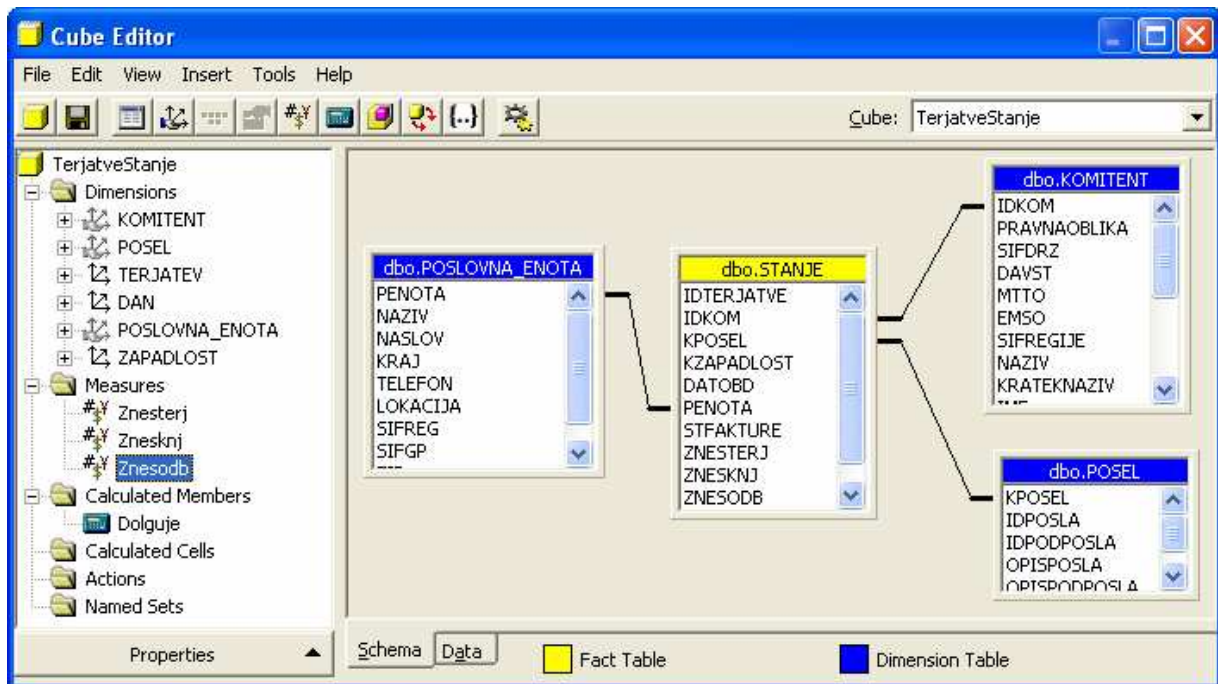 Cube Editor
File Edit View Insert Tools Help
Cube: TerjatveStanje
TerjatveStanje
Dimensions
KOMITENT
POSEL
TERJATEV
DAN
POSLOVNA_ENOTA
ZAPADLOST
Measures
Znesterj
Znesknj
Znesodb
Calculated Members
Dolguje
Calculated Cells
Actions
Named Sets
Properties
dbo.POSLOVNA_ENOTA
PENOTA
NAZIV
NASLOV
KRAJ
TELEFON
LOKACIJA
SIFREG
SIFGP
dbo.STANJE
IDTERJATVE
IDKOM
KPOSEL
KZAPADLOST
DATOBD
PENOTA
STFAKTURE
ZNESTERJ
ZNESKNJ
ZNESODB
dbo.KOMITENT
IDKOM
PRAVNAOBLIKA
SIFDRZ
DAVST
MTTO
EMSO
SIFREGIJE
NAZIV
KRATEKNAZIV
dbo.POSEL
KPOSEL
IDPOSLA
IDPODPOSLA
OPISPOSLA
OPISPODPOSLA
Schema Data
Fact Table
Dimension Table